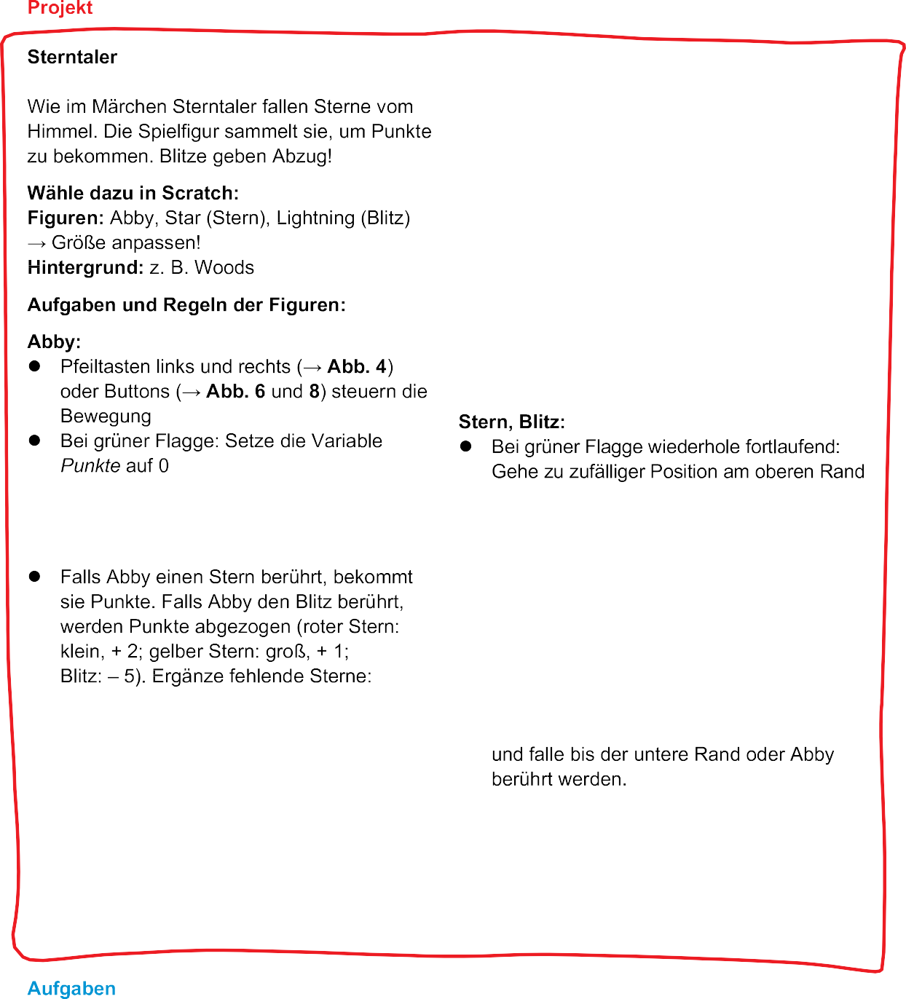 Projekt
Sterntaler
Wie im Märchen Sterntaler fallen Sterne vom
Himmel. Die Spielfigur sammelt sie, um Punkte
zu bekommen. Blitze geben Abzug!
Wähle dazu in Scratch:
Figuren: Abby, Star (Stern), Lightning (Blitz)
→ Größe anpassen!
Hintergrund: z. B. Woods
Aufgaben und Regeln der Figuren:
Abby:
● Pfeiltasten links und rechts (→ Abb. 4)
oder Buttons (→ Abb. 6 und 8) steuern die
Bewegung
● Bei grüner Flagge: Setze die Variable
Punkte auf 0
● Falls Abby einen Stern berührt, bekommt
sie Punkte. Falls Abby den Blitz berührt,
werden Punkte abgezogen (roter Stern:
klein, + 2; gelber Stern: groß, + 1;
Blitz: – 5). Ergänze fehlende Sterne:
Stern, Blitz:
● Bei grüner Flagge wiederhole fortlaufend:
Gehe zu zufälliger Position am oberen Rand
und falle bis der untere Rand oder Abby
berührt werden.
Aufgaben